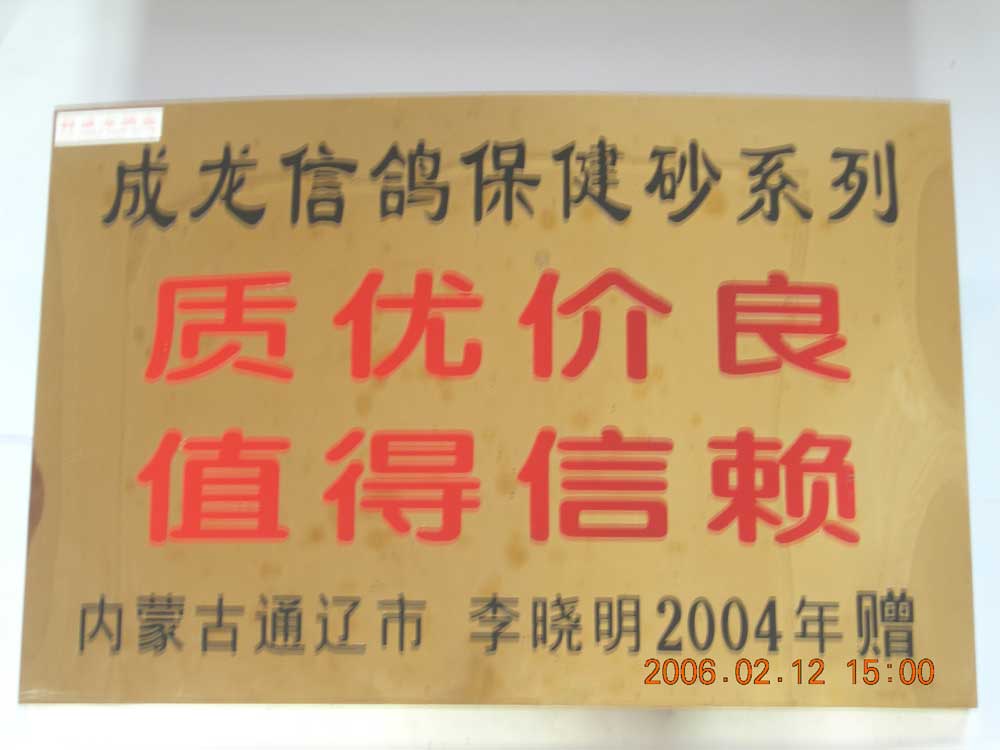 成龙信鸽保健砂系列
质优价良
值得信赖
内蒙古通辽市 李晓明2004年赠
2006.02.12 15:00